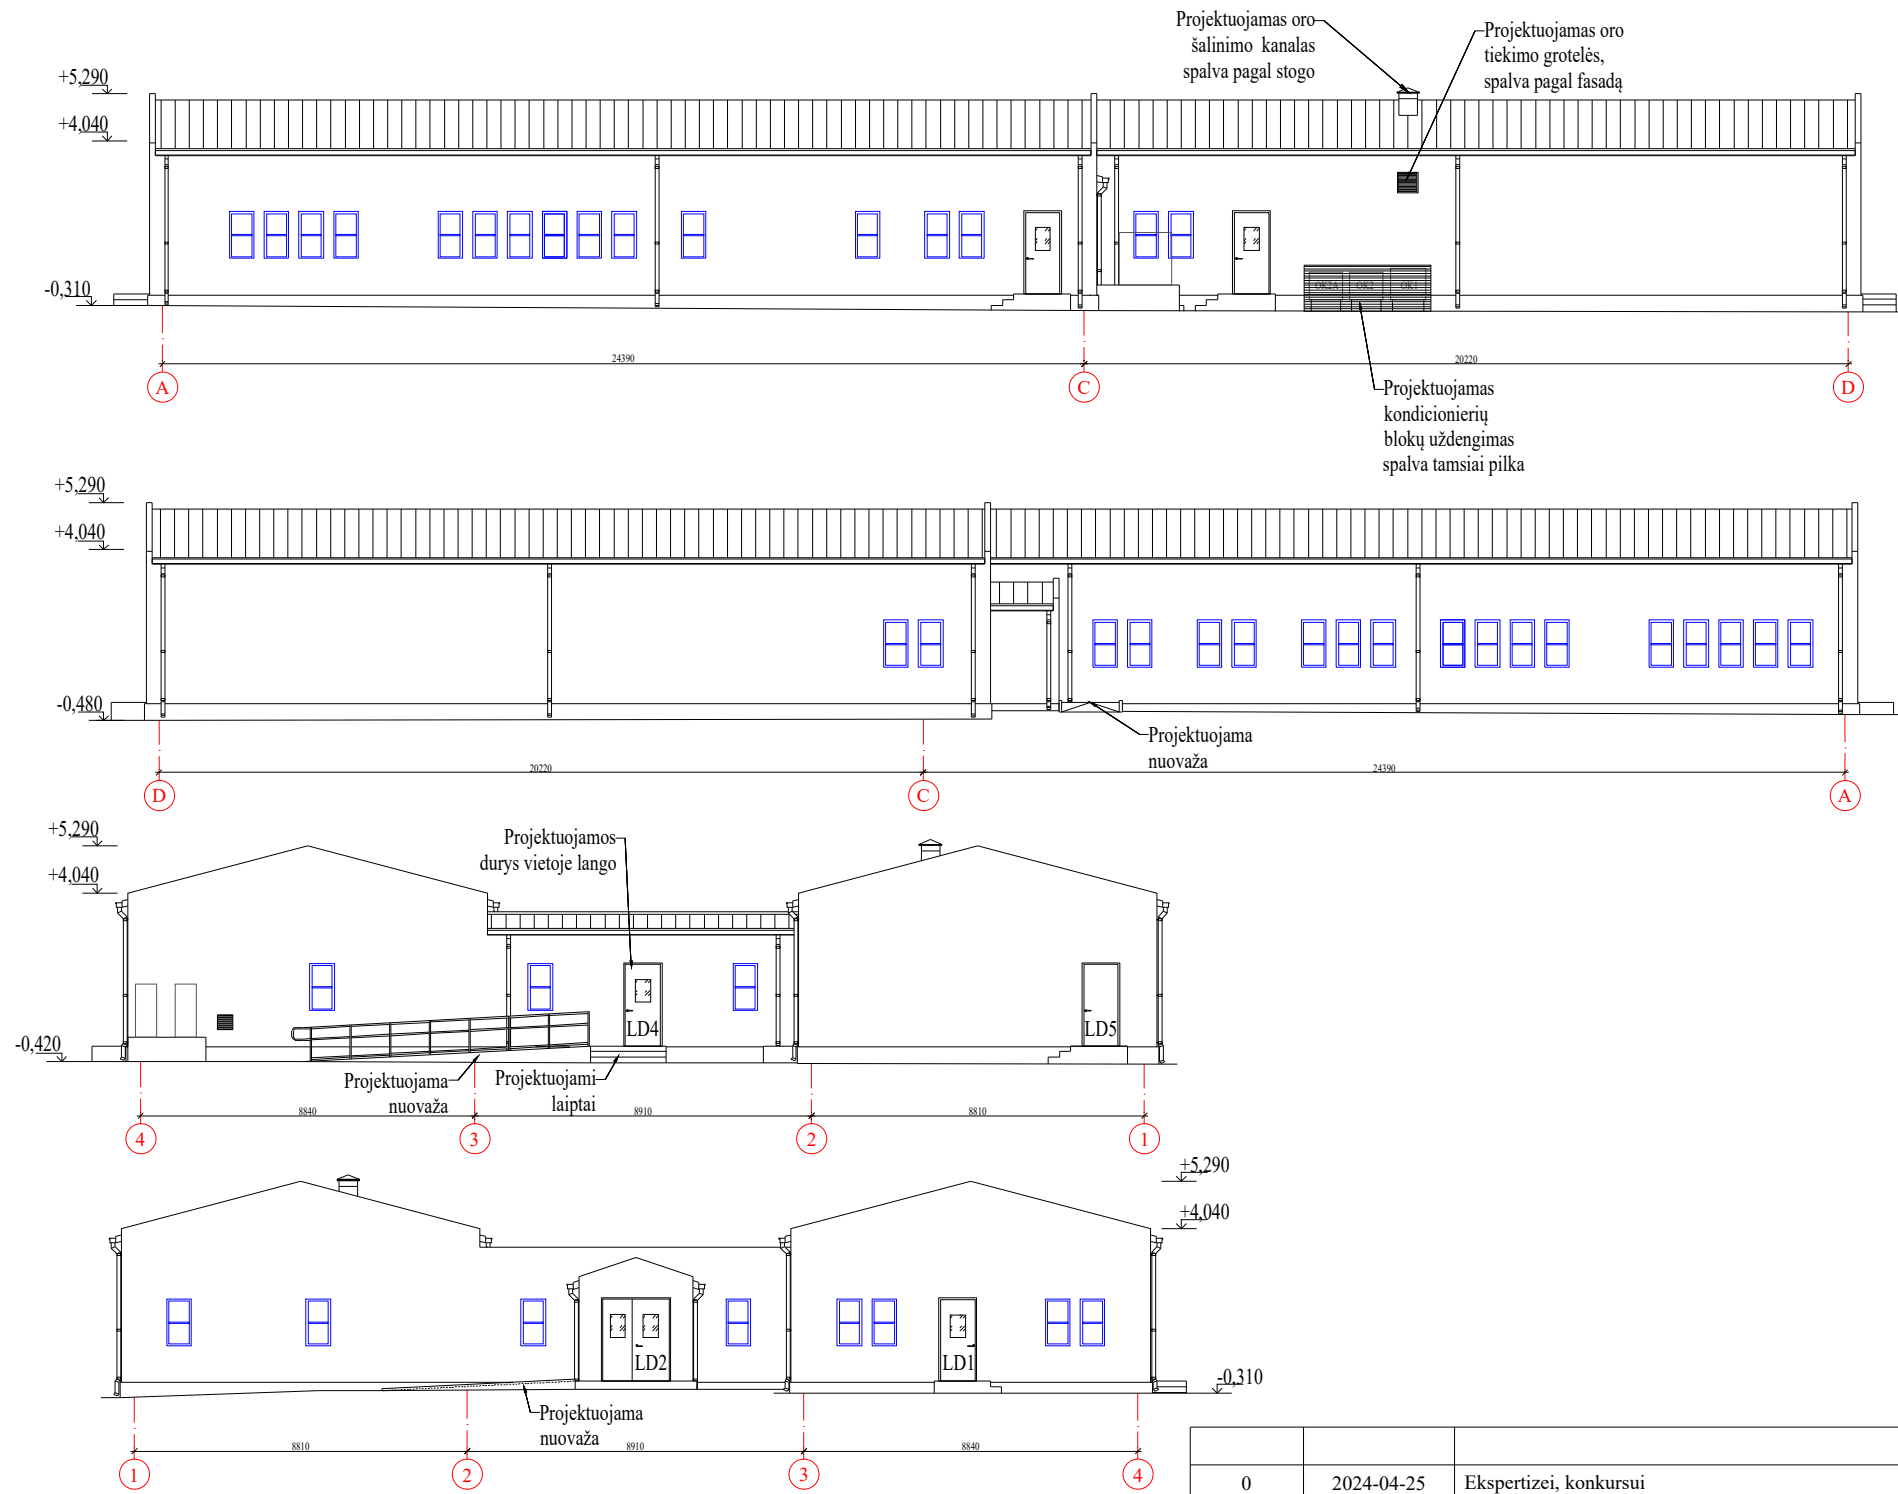 Projektuojamas oro
šalinimo kanalas
spalva pagal stogo
Projektuojamas oro
tiekimo grotelės,
spalva pagal fasadą
+5,290
+4,040
-0,310
OK2A OK2 OK1
24390
20220
A
C
D
Projektuojamas
kondicionierių
blokų uždengimas
spalva tamsiai pilka
+5,290
+4,040
-0,480
Projektuojama
nuovaža
20220
24390
D
C
A
+5,290
+4,040
Projektuojamos
durys vietoje lango
LD4
LD5
-0,420
Projektuojama
nuovaža
Projektuojami
laiptai
8840
8910
8810
4
3
2
1
+5,290
+4,040
LD2
LD1
-0,310
Projektuojama
nuovaža
8810
8910
8840
1
2
3
4
0 2024-04-25 Ekspertizei, konkursui